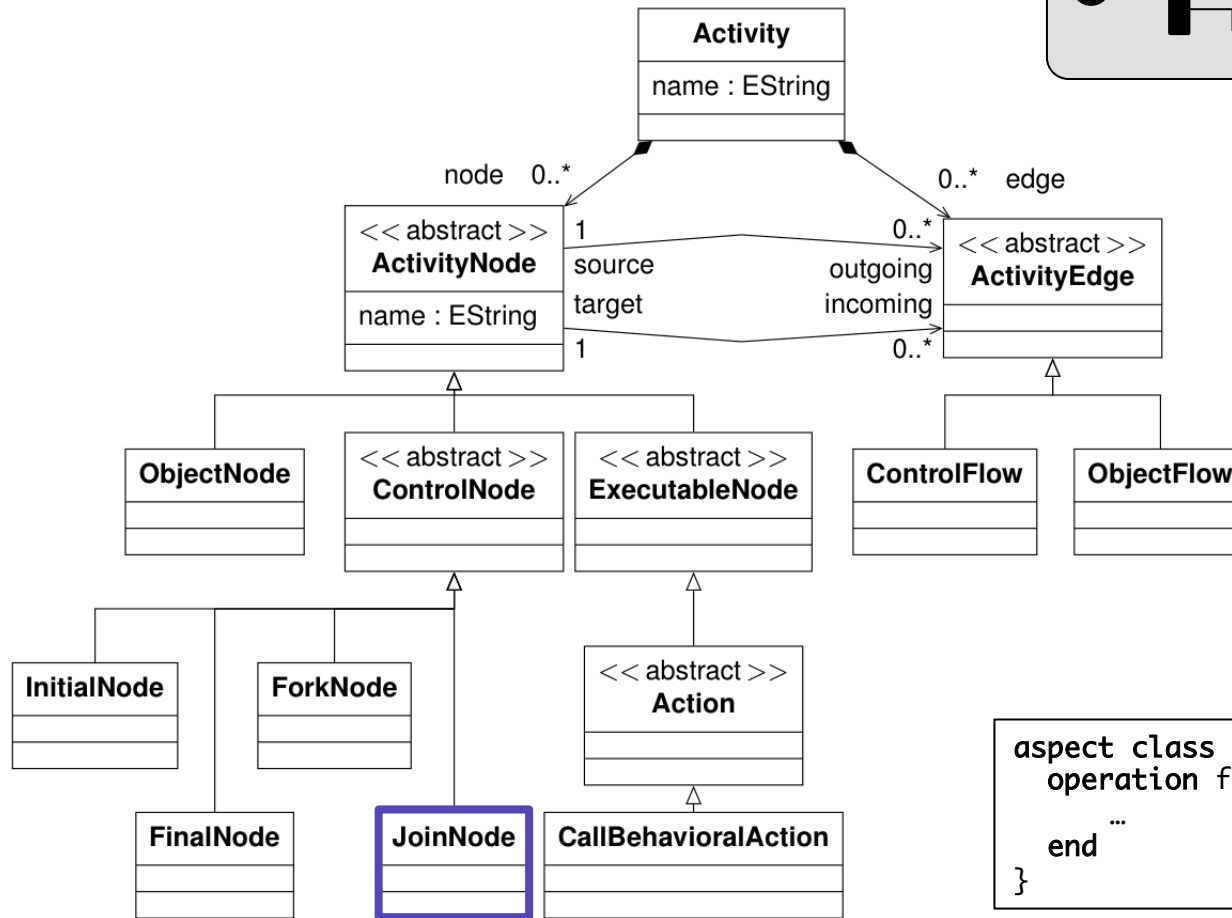 Activity
name : EString
node 0..*
0..* edge
<< abstract >>
ActivityNode
name : EString
1
source
target
1
0..*
outgoing
incoming
0..*
<< abstract >>
ActivityEdge
ObjectNode
<< abstract >>
ControlNode
<< abstract >>
ExecutableNode
ControlFlow
ObjectFlow
InitialNode
ForkNode
<< abstract >>
Action
FinalNode
JoinNode
CallBehavioralAction
aspect class
operation f
…
end
}